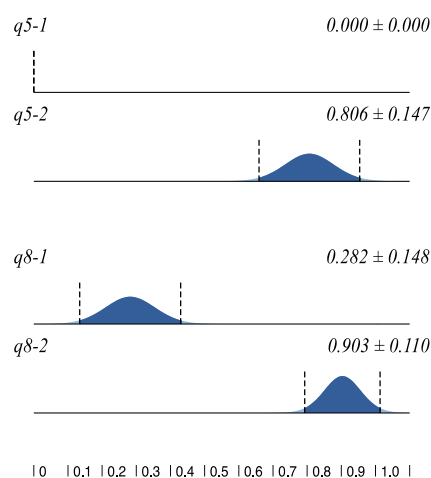 q5-1 0.000 ± 0.000
q5-2 0.806 ± 0.147
q8-1 0.282 ± 0.148
q8-2 0.903 ± 0.110
|0 |0.1 |0.2 |0.3 |0.4 |0.5 |0.6 |0.7 |0.8 |0.9 |1.0 |